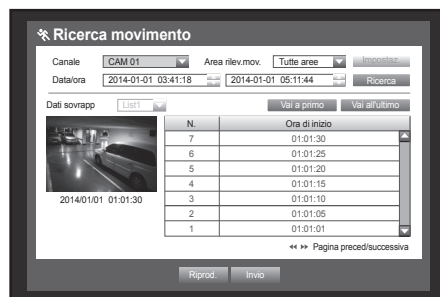 Ricerca movimento
Canale CAM 01 Area rilev.mov. Tutte aree Impostaz.
Data/ora 2014-01-01 03:41:18 2014-01-01 05:11:44 Ricerca
Dati sovrapp List1 Vai a primo Vai all'ultimo
N. Ora di inizio
7 01:01:30
6 01:01:25
5 01:01:20
4 01:01:15
3 01:01:10
2 01:01:05
1 01:01:01
2014/01/01 01:01:30
Pagina preced/successiva
Riprod. Invio